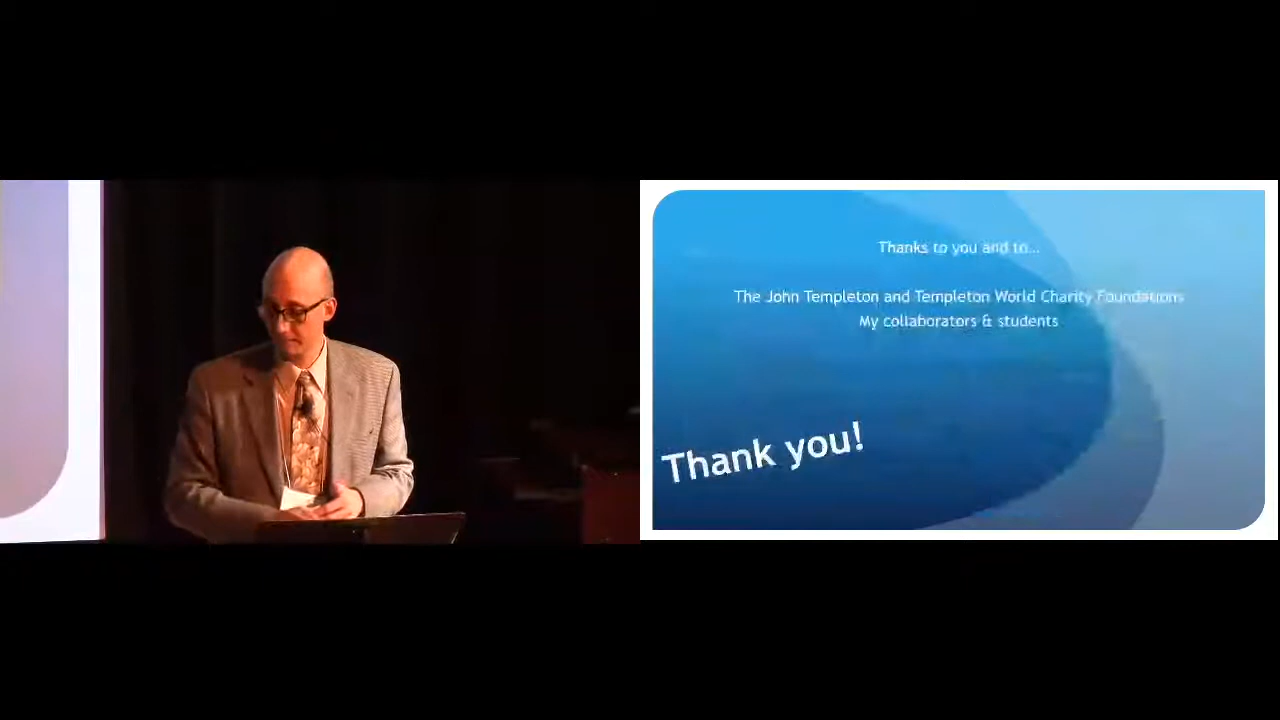 Thanks to you and to...
The John Templeton and Templeton World Charity Foundations
My collaborators & students
Thank you!